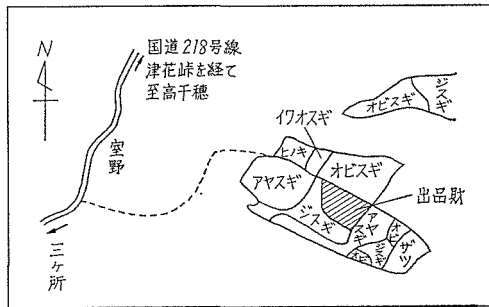 N
国道218号線
津花峠を経て
至高千穂
室野
三ヶ所
イワオスギ
ヒノキ
オビスギ
アヤスギ
ジスギ
オビスギ
ジスギ
出品財
アヤスギ
オビ
ザツ
ジスギ
オビ